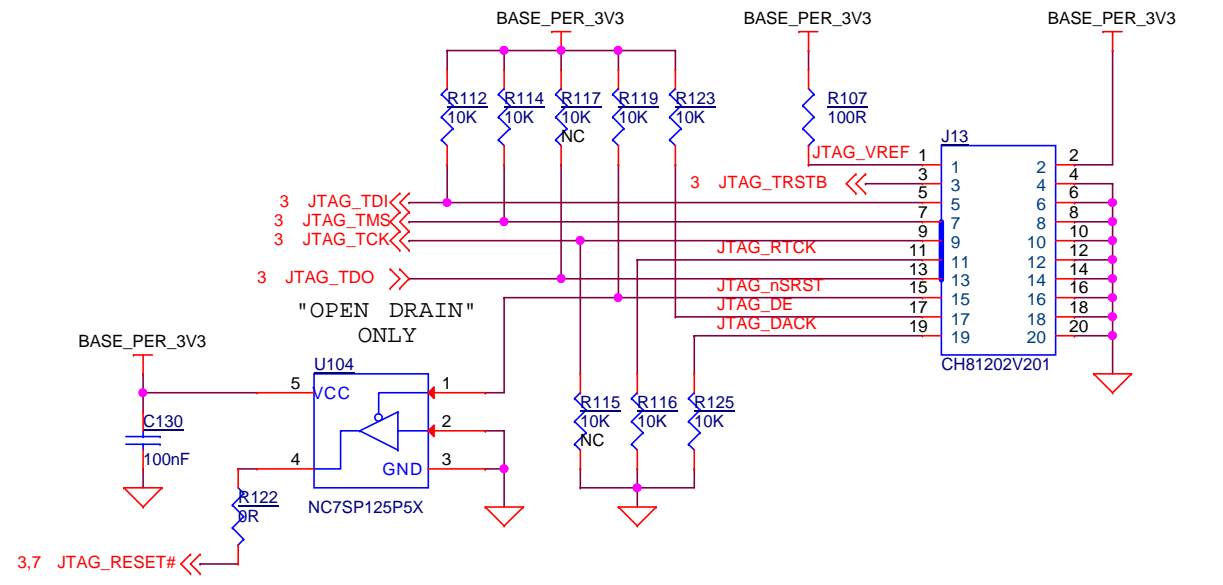 BASE_PER_3V3 BASE_PER_3V3 BASE_PER_3V3
R112 R114 R117 R119 R123 R107
10K 10K 10K 10K 10K 100R
NC
J13
JTAG_VREF 1 1 2 2
3 JTAG_TRSTB 3 3 4 4
3 JTAG_TDI 5 5 6 6
3 JTAG_TMS 7 7 8 8
3 JTAG_TCK 9 9 10 10
JTAG_RTCK 11 11 12 12
3 JTAG_TDO 13 13 14 14
JTAG_nSRST 15 15 16 16
JTAG_DE 17 17 18 18
JTAG_DACK 19 19 20 20
CH81202V201
"OPEN DRAIN"
ONLY
BASE_PER_3V3
U104
5 VCC 1
C130 2
100nF
4 GND 3
NC7SP125P5X
R115 R116 R125
10K 10K 10K
NC
R122
0R
3,7 JTAG_RESET#